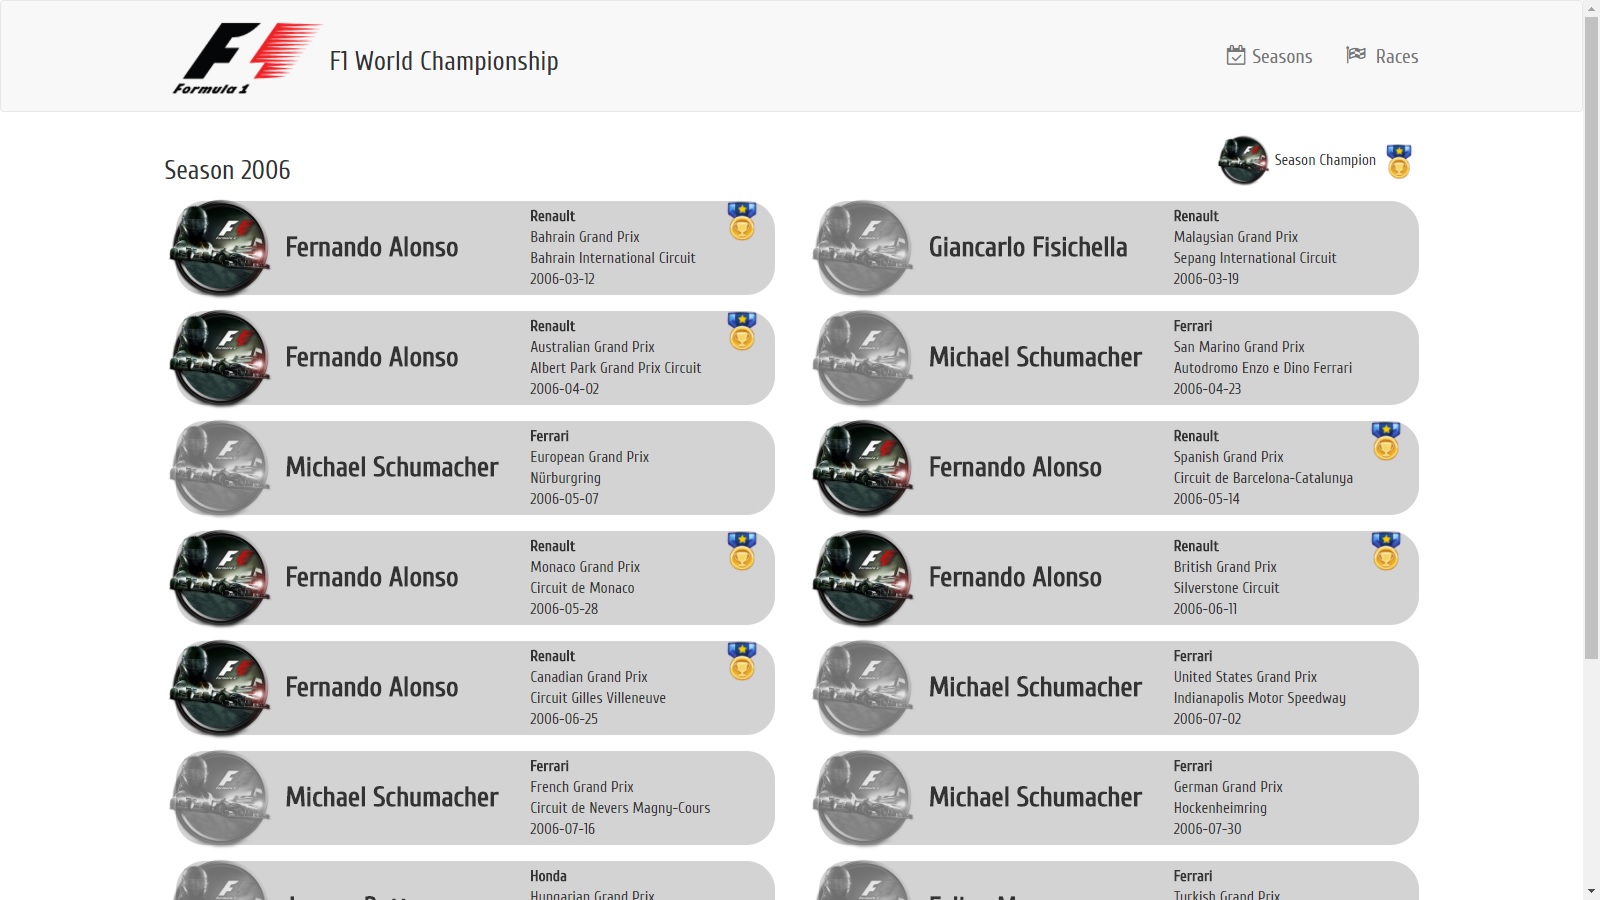 Formula 1
F1 World Championship
Seasons
Races
Season 2006
Season Champion
Fernando Alonso
Renault
Bahrain Grand Prix
Bahrain International Circuit
2006-03-12
Giancarlo Fisichella
Renault
Malaysian Grand Prix
Sepang International Circuit
2006-03-19
Fernando Alonso
Renault
Australian Grand Prix
Albert Park Grand Prix Circuit
2006-04-02
Michael Schumacher
Ferrari
San Marino Grand Prix
Autodromo Enzo e Dino Ferrari
2006-04-23
Michael Schumacher
Ferrari
European Grand Prix
Nürburgring
2006-05-07
Fernando Alonso
Renault
Spanish Grand Prix
Circuit de Barcelona-Catalunya
2006-05-14
Fernando Alonso
Renault
Monaco Grand Prix
Circuit de Monaco
2006-05-28
Fernando Alonso
Renault
British Grand Prix
Silverstone Circuit
2006-06-11
Fernando Alonso
Renault
Canadian Grand Prix
Circuit Gilles Villeneuve
2006-06-25
Michael Schumacher
Ferrari
United States Grand Prix
Indianapolis Motor Speedway
2006-07-02
Michael Schumacher
Ferrari
French Grand Prix
Circuit de Nevers Magny-Cours
2006-07-16
Michael Schumacher
Ferrari
German Grand Prix
Hockenheimring
2006-07-30
Honda
Hungarian Grand Prix
Ferrari
Turkish Grand Prix